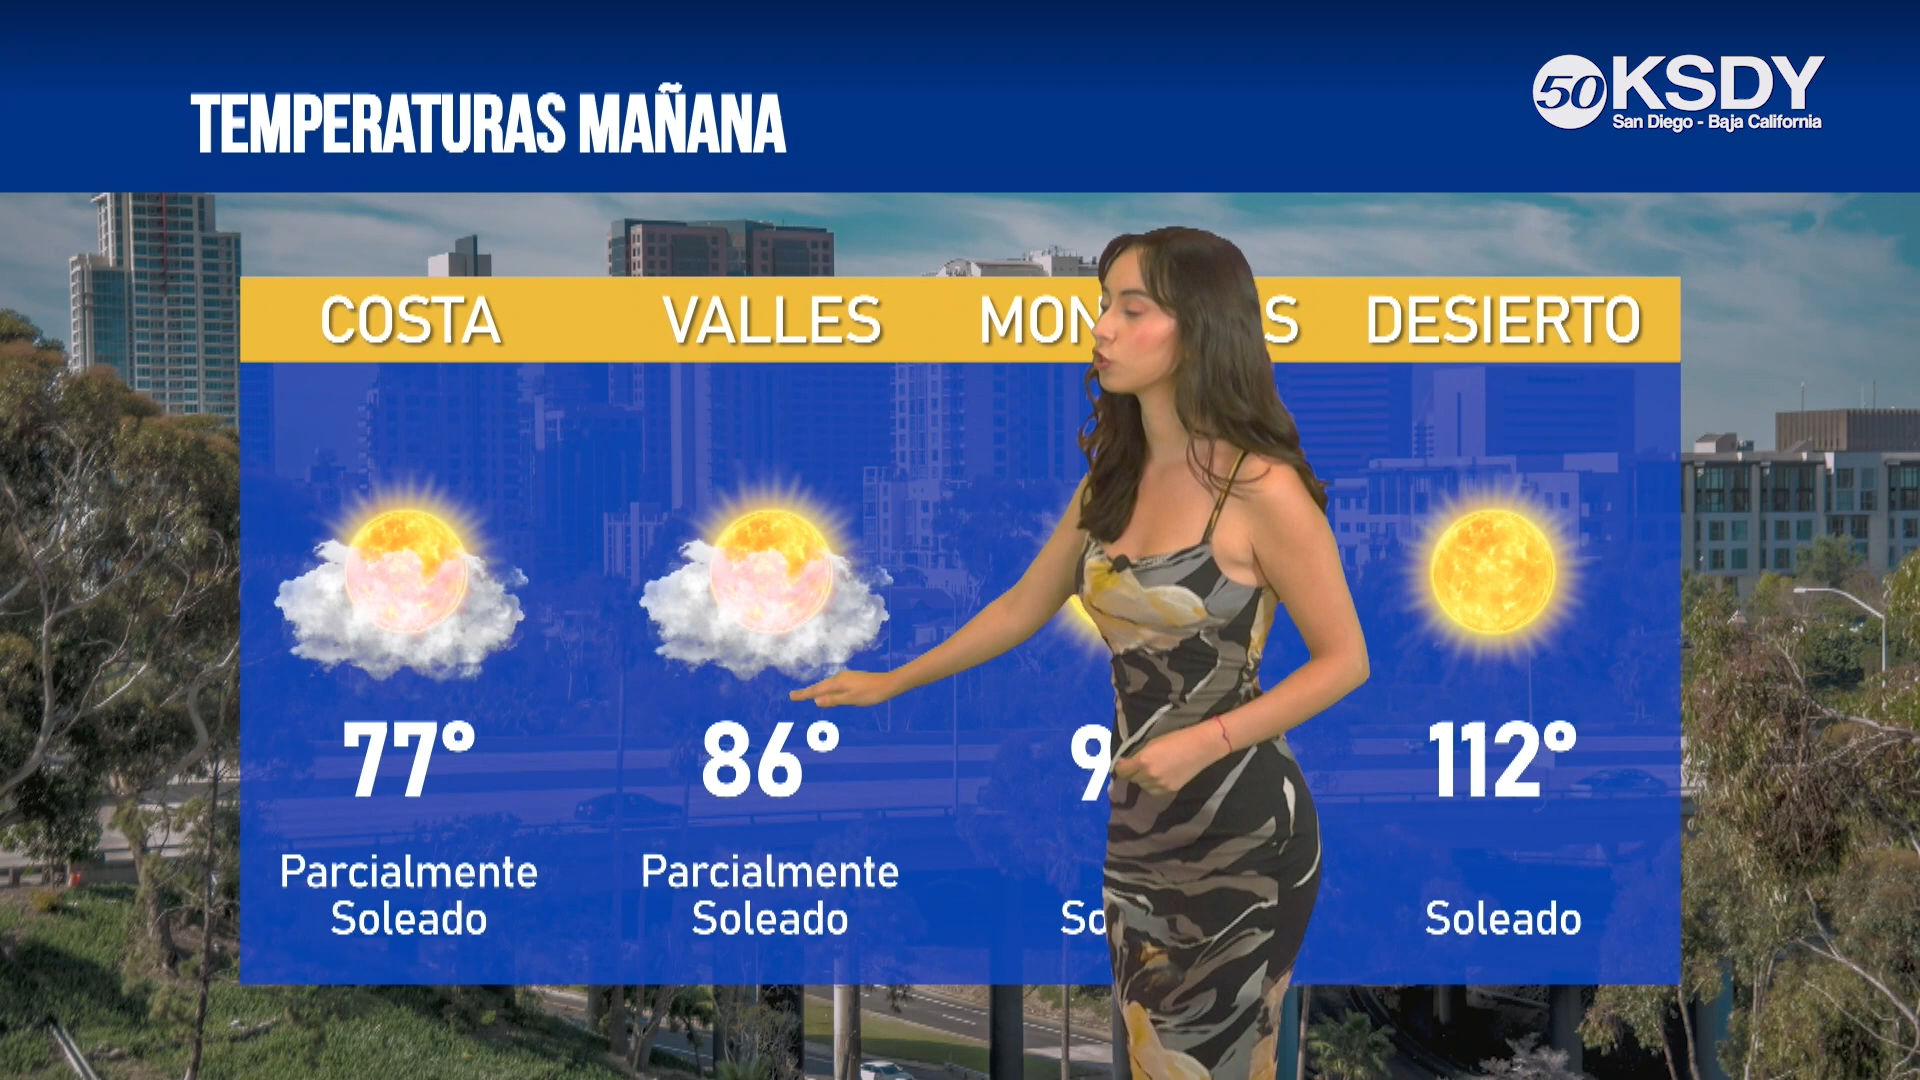 TEMPERATURAS MAÑANA
50 KSDY
San Diego - Baja California
COSTA
VALLES
DESIERTO
77°
86°
112°
Parcialmente
Soleado
Parcialmente
Soleado
Soleado